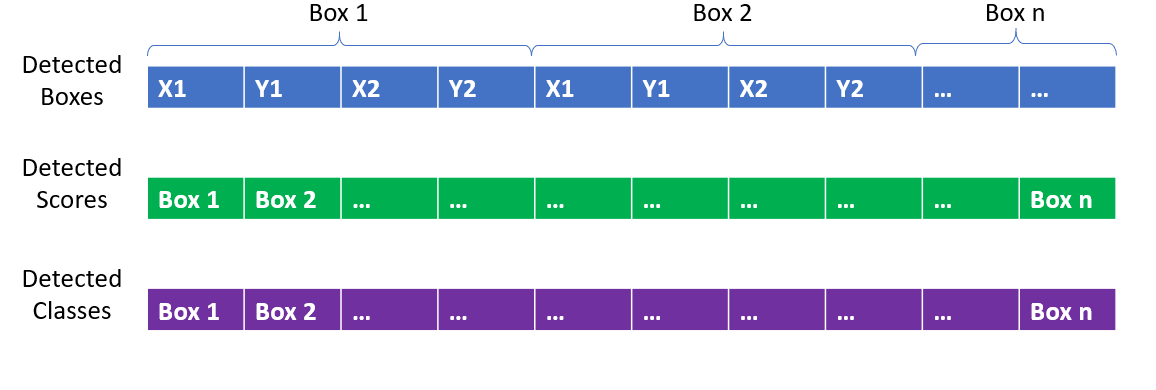 Box 1 Box 2 Box n
Detected
Boxes
X1 Y1 X2 Y2 X1 Y1 X2 Y2 ... ...
Detected
Scores
Box 1 Box 2 ... ... ... ... ... ... ... Box n
Detected
Classes
Box 1 Box 2 ... ... ... ... ... ... ... Box n